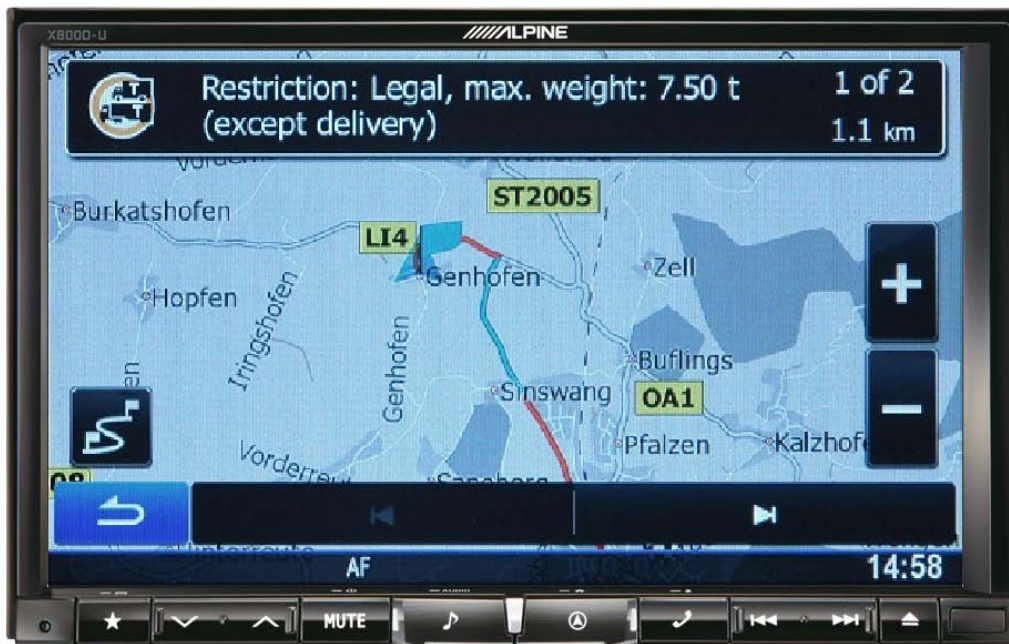 X800D-U
ALPINE
Restriction: Legal, max. weight: 7.50 t
(except delivery)
1 of 2
1.1 km
ST2005
Burkatshofen
LI4
Genhofen
Zell
Hopfen
Iringshofen
Genhofen
Buflings
Sinswang
OA1
Pfalzen
Kalzhofe
AF
14:58
MUTE